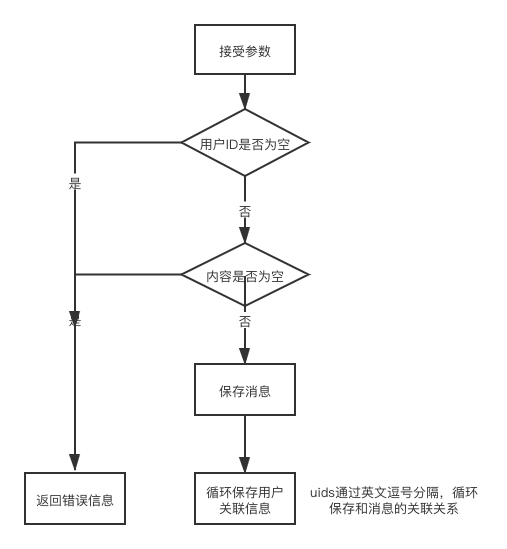 接受参数
用户ID是否为空
是
否
内容是否为空
是
否
保存消息
返回错误信息
循环保存用户
关联信息
uids通过英文逗号分隔，循环
保存和消息的关联关系